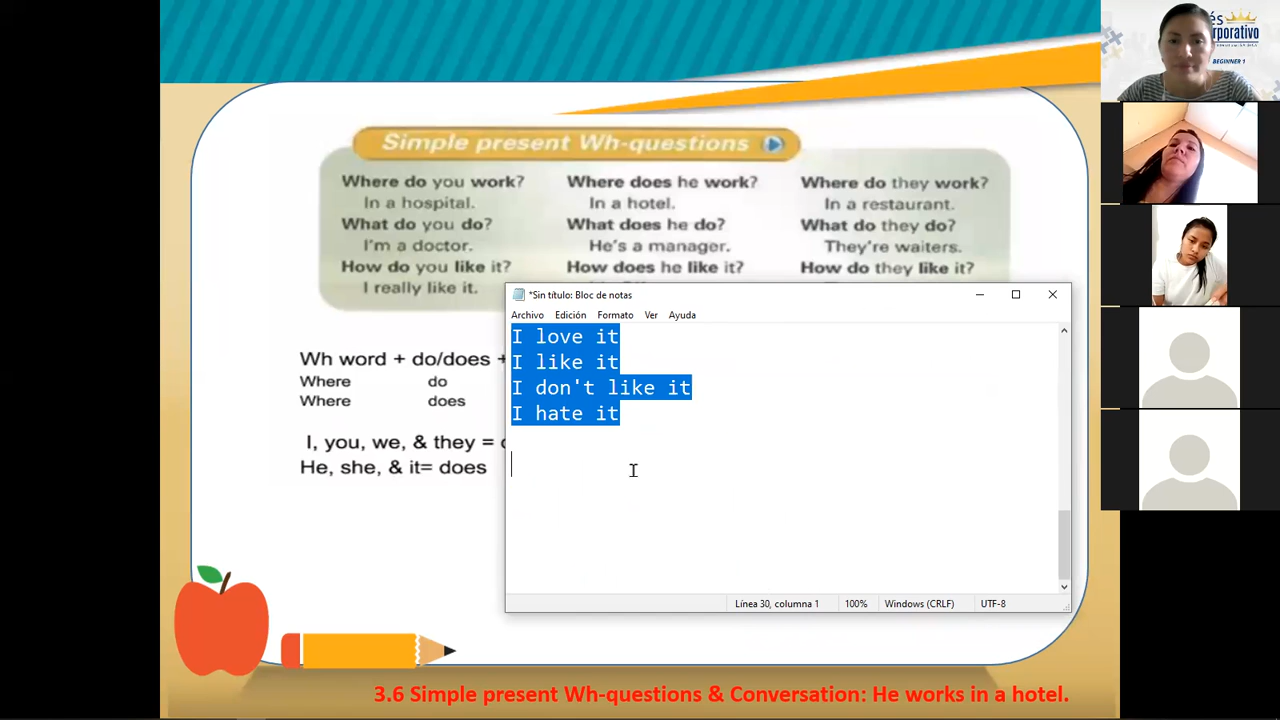 Simple present Wh-questions
Where do you work? Where does he work? Where do they work?
In a hospital. In a hotel. In a restaurant.
What do you do? What does he do? What do they do?
I'm a doctor. He's a manager. They're waiters.
How do you like it? How does he like it? How do they like it?
I really like it.
*Sin título: Bloc de notas
Archivo Edición Formato Ver Ayuda
I love it
I like it
I don't like it
I hate it
Línea 30, columna 1 100% Windows (CRLF) UTF-8
Wh word + do/does +
Where do
Where does
I, you, we, & they =
He, she, & it= does
3.6 Simple present Wh-questions & Conversation: He works in a hotel.
BEGINNER 1